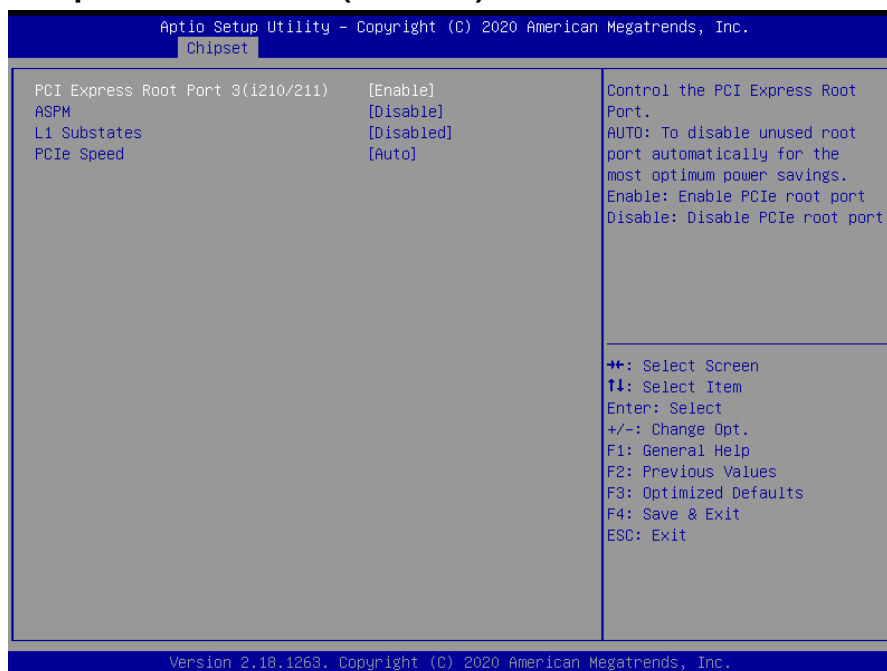 Aptio Setup Utility – Copyright (C) 2020 American Megatrends, Inc.
Chipset
PCI Express Root Port 3(i210/211) [Enable]
ASPM [Disable]
L1 Substates [Disabled]
PCIe Speed [Auto]
Control the PCI Express Root
Port.
AUTO: To disable unused root
port automatically for the
most optimum power savings.
Enable: Enable PCIe root port
Disable: Disable PCIe root port
→←: Select Screen
↑↓: Select Item
Enter: Select
+/-: Change Opt.
F1: General Help
F2: Previous Values
F3: Optimized Defaults
F4: Save & Exit
ESC: Exit
Version 2.18.1263. Copyright (C) 2020 American Megatrends, Inc.